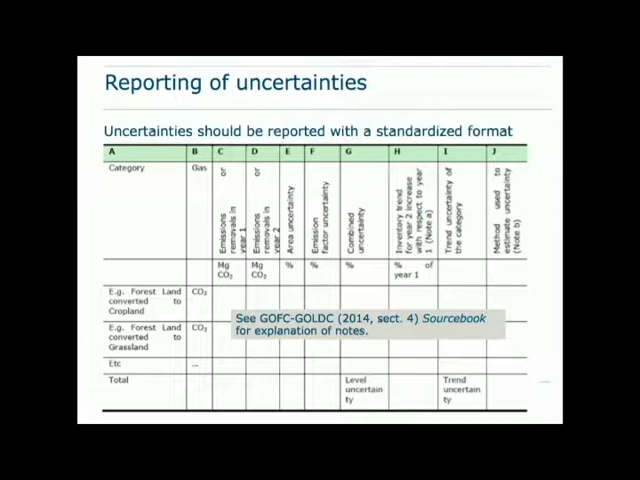 Reporting of uncertainties
Uncertainties should be reported with a standardized format
A B C D E F G H I J
Category
Gas
Emissions or
removals in
year 1
Emissions or
removals in
year 2
Area uncertainty
Emission
factor uncertainty
Combined
uncertainty
Inventory trend
for year 2 increase
with respect to year
1 (Note a)
Trend uncertainty of
the category
Method used to
estimate uncertainty
(Note b)
Mg
CO₂
Mg
CO₂
%
%
%
% of
year 1
E.g. Forest Land
converted to
Cropland
CO₂
E.g. Forest Land
converted to
Grassland
CO₂
See GOFC-GOLDC (2014, sect. 4) Sourcebook
for explanation of notes.
Etc ...
Total
Level
uncertain
ty
Trend
uncertain
ty